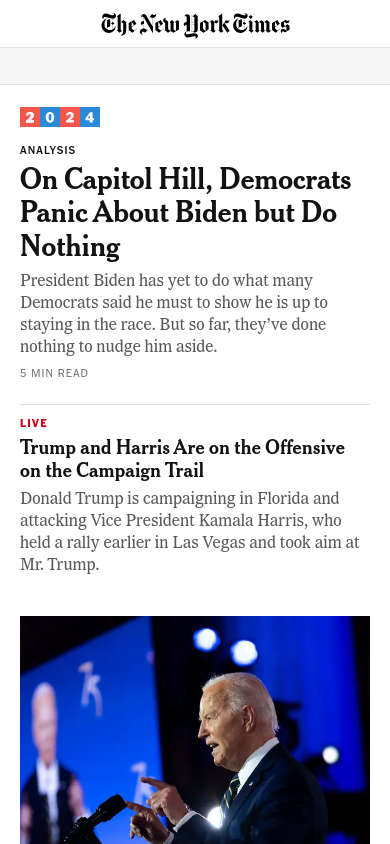 The New York Times
2024
ANALYSIS
On Capitol Hill, Democrats
Panic About Biden but Do
Nothing
President Biden has yet to do what many
Democrats said he must to show he is up to
staying in the race. But so far, they’ve done
nothing to nudge him aside.
5 MIN READ
LIVE
Trump and Harris Are on the Offensive
on the Campaign Trail
Donald Trump is campaigning in Florida and
attacking Vice President Kamala Harris, who
held a rally earlier in Las Vegas and took aim at
Mr. Trump.
75